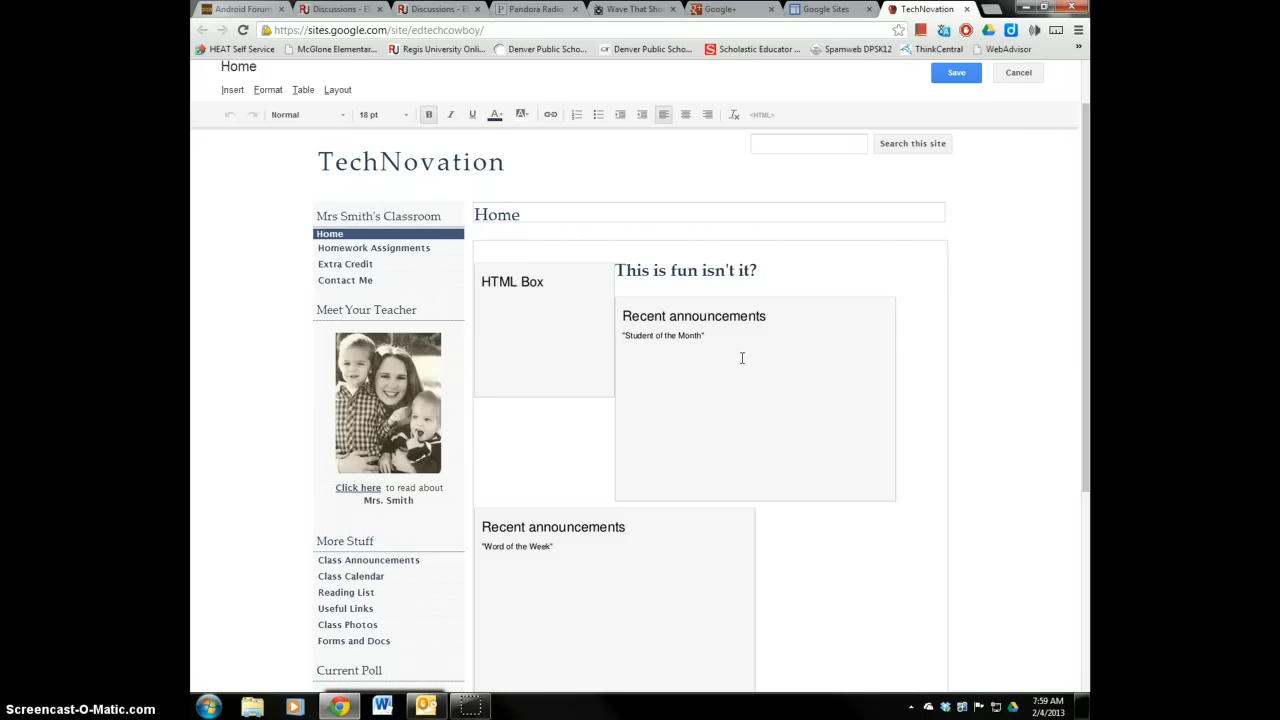 Android Forum
Discussions - E
Discussions - E
Pandora Radio
Wave That Sho
Google+
Google Sites
TechNovation
https://sites.google.com/site/edtechcowboy/
HEAT Self Service
McGlone Elementar...
Regis University Onli...
Denver Public Scho...
Denver Public Scho...
Scholastic Educator ...
Spamweb DPSK12
ThinkCentral
WebAdvisor
»
Home
Save
Cancel
Insert
Format
Table
Layout
Normal
18 pt
B
I
U
A
A
<HTML>
TechNovation
Search this site
Mrs Smith's Classroom
Home
Homework Assignments
Extra Credit
Contact Me
Meet Your Teacher
Click here to read about
Mrs. Smith
More Stuff
Class Announcements
Class Calendar
Reading List
Useful Links
Class Photos
Forms and Docs
Current Poll
Home
HTML Box
This is fun isn't it?
Recent announcements
"Student of the Month"
Recent announcements
"Word of the Week"
Screencast-O-Matic.com
7:59 AM
2/4/2013